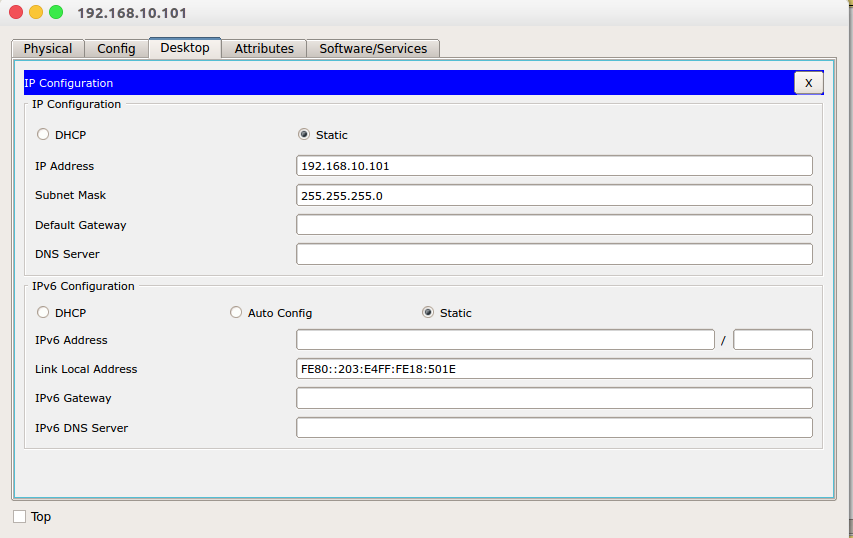 192.168.10.101
Physical Config Desktop Attributes Software/Services
IP Configuration X
IP Configuration
DHCP Static
IP Address 192.168.10.101
Subnet Mask 255.255.255.0
Default Gateway
DNS Server
IPv6 Configuration
DHCP Auto Config Static
IPv6 Address /
Link Local Address FE80::203:E4FF:FE18:501E
IPv6 Gateway
IPv6 DNS Server
Top